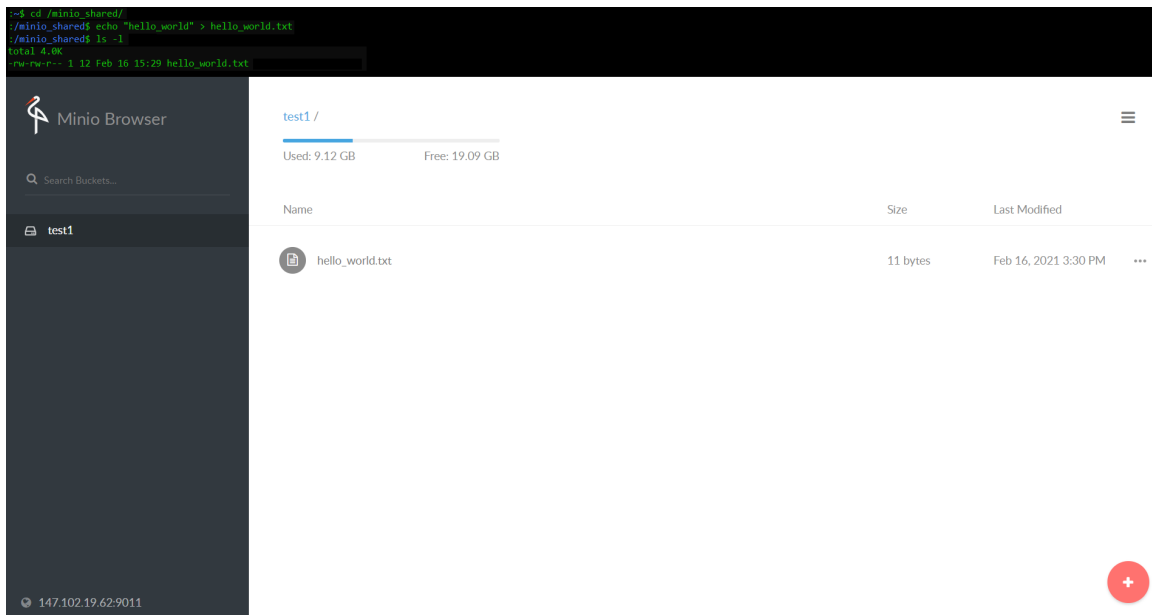 :~$ cd /minio_shared/
:/minio_shared$ echo "hello_world" > hello_world.txt
:/minio_shared$ ls -l
total 4.0K
-rw-rw-r-- 1 12 Feb 16 15:29 hello_world.txt
Minio Browser
Search Buckets...
test1
147.102.19.62:9011
test1 /
Used: 9.12 GB Free: 19.09 GB
Name Size Last Modified
hello_world.txt 11 bytes Feb 16, 2021 3:30 PM